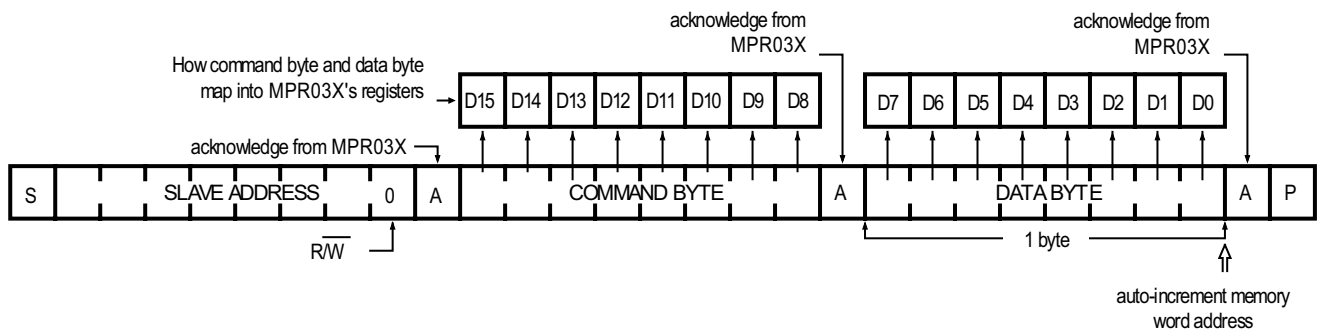 acknowledge from
MPR03X
acknowledge from
MPR03X
How command byte and data byte
map into MPR03X's registers
D15 D14 D13 D12 D11 D10 D9 D8
D7 D6 D5 D4 D3 D2 D1 D0
acknowledge from MPR03X
S SLAVE ADDRESS 0 A COMMAND BYTE A DATA BYTE A P
R/W
1 byte
auto-increment memory
word address